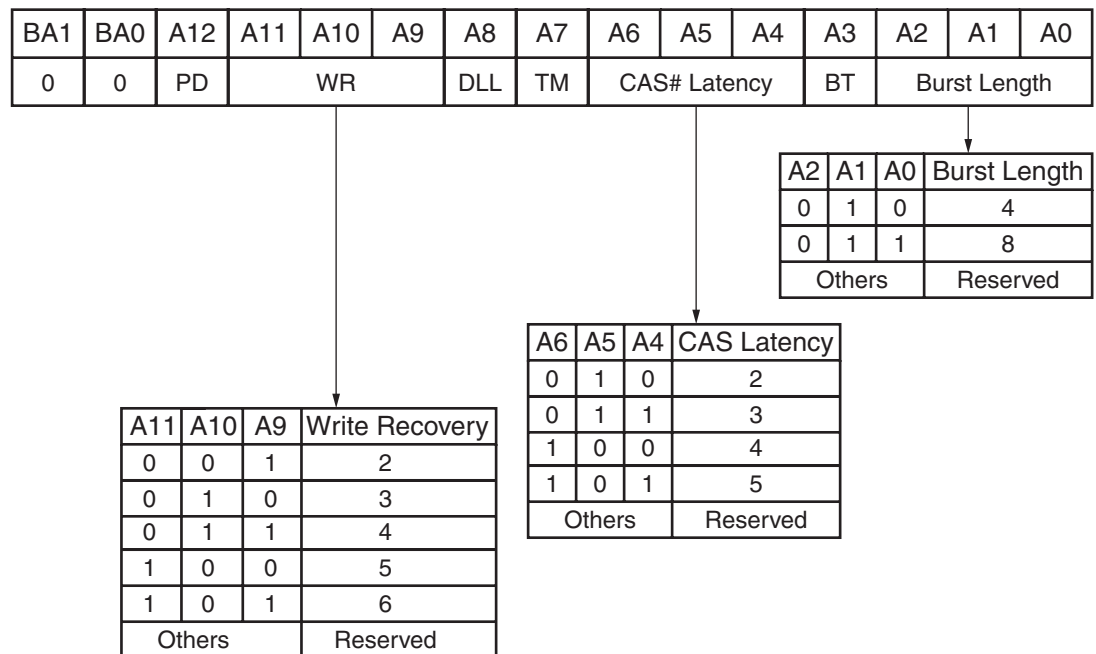 BA1 BA0 A12 A11 A10 A9 A8 A7 A6 A5 A4 A3 A2 A1 A0
0 0 PD WR DLL TM CAS# Latency BT Burst Length
A2 A1 A0 Burst Length
0 1 0 4
0 1 1 8
Others Reserved
A6 A5 A4 CAS Latency
0 1 0 2
0 1 1 3
1 0 0 4
1 0 1 5
Others Reserved
A11 A10 A9 Write Recovery
0 0 1 2
0 1 0 3
0 1 1 4
1 0 0 5
1 0 1 6
Others Reserved